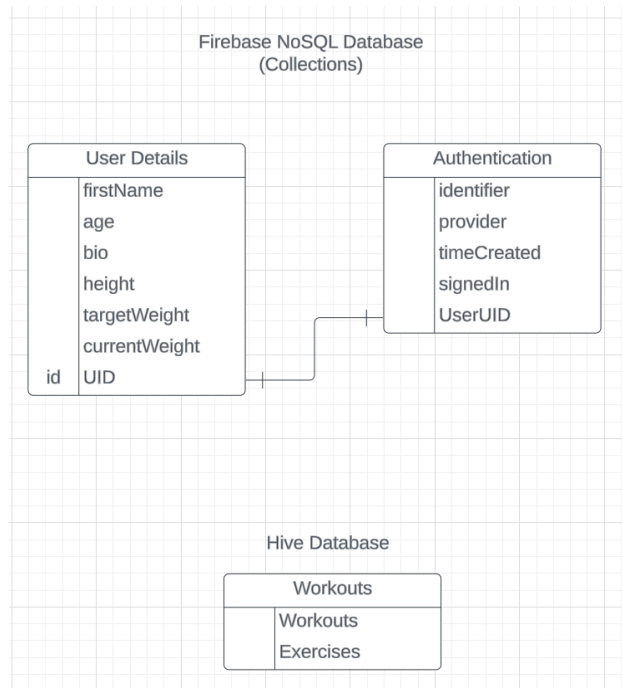 Firebase NoSQL Database
(Collections)
User Details
firstName
age
bio
height
targetWeight
currentWeight
id UID
Authentication
identifier
provider
timeCreated
signedIn
UserUID
Hive Database
Workouts
Workouts
Exercises